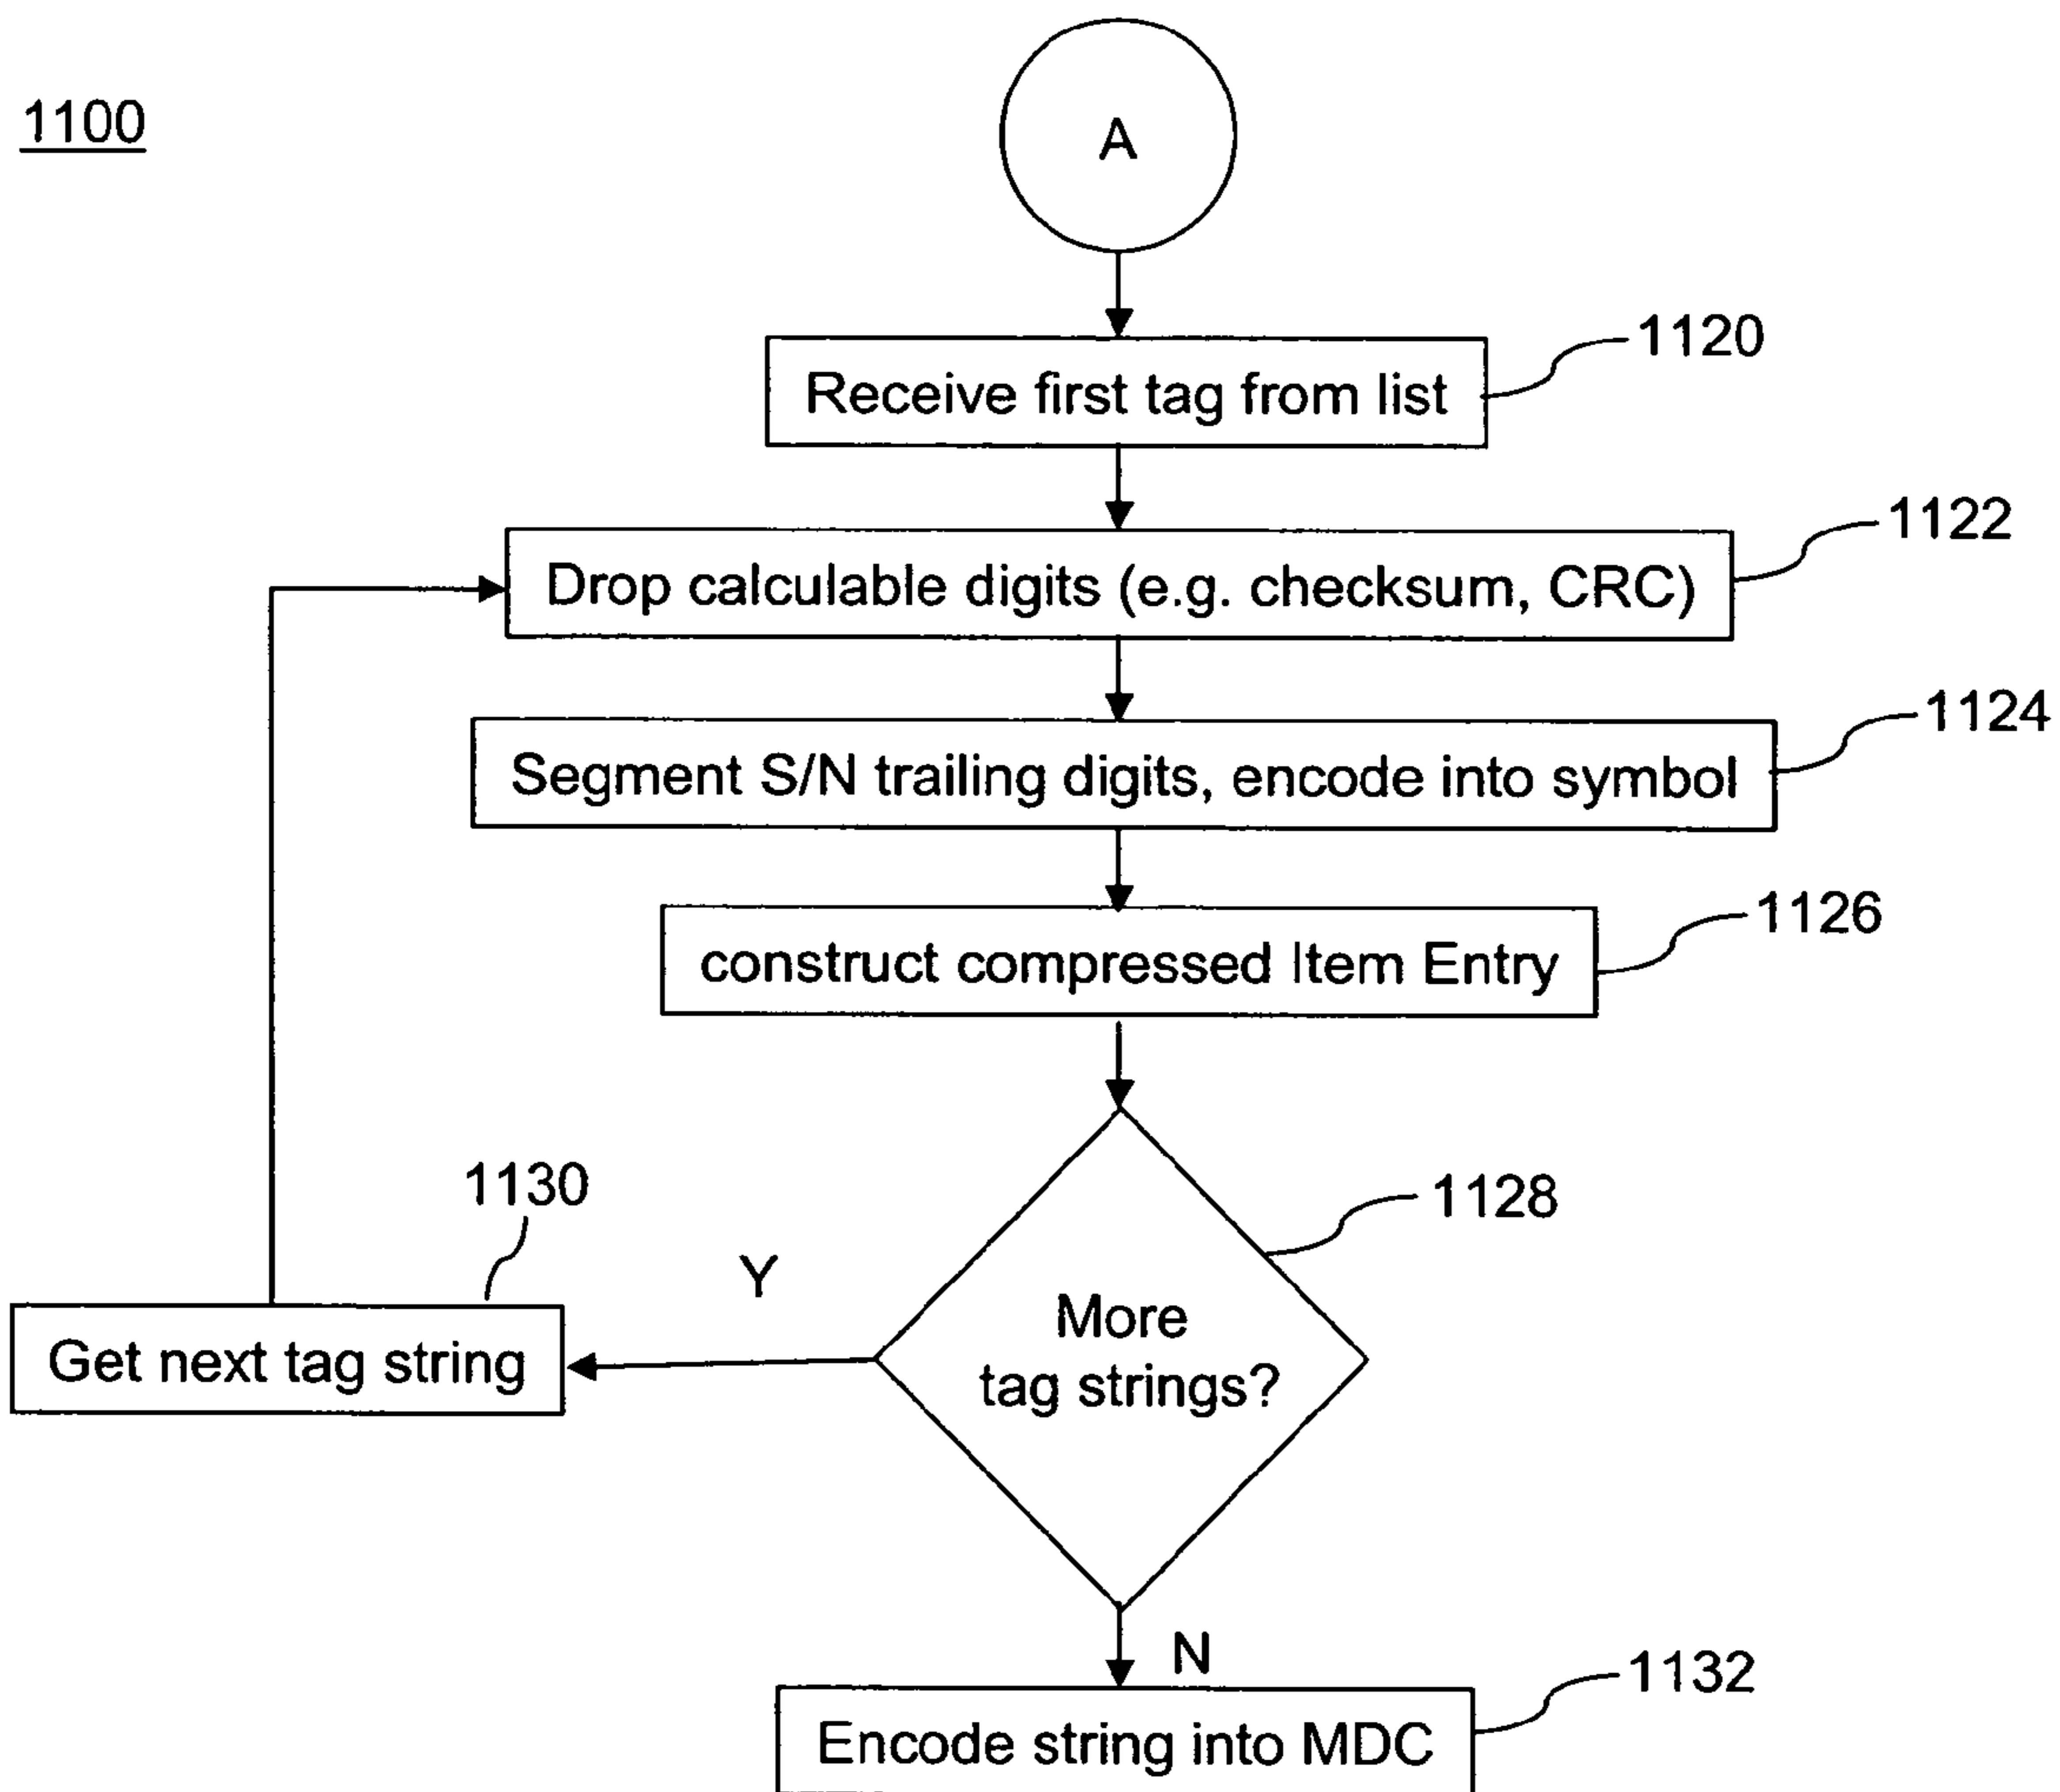 1100
A
1120
Receive first tag from list
1122
Drop calculable digits (e.g. checksum, CRC)
1124
Segment S/N trailing digits, encode into symbol
1126
construct compressed Item Entry
1128
More
tag strings?
1130
Y
Get next tag string
N
1132
Encode string into MDC